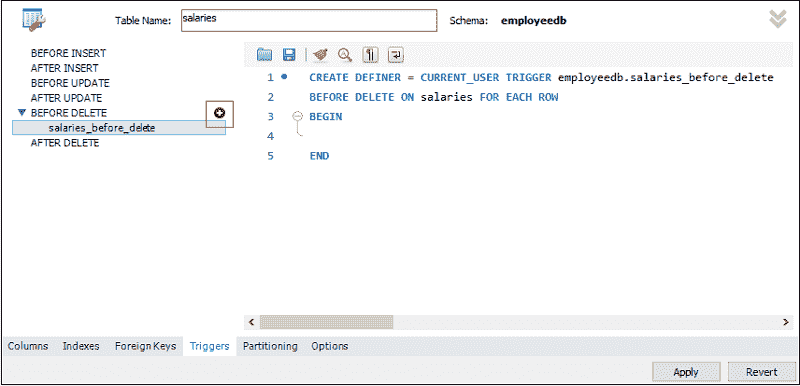 Table Name: salaries Schema: employeedb
BEFORE INSERT
AFTER INSERT
BEFORE UPDATE
AFTER UPDATE
BEFORE DELETE
salaries_before_delete
AFTER DELETE
1 CREATE DEFINER = CURRENT_USER TRIGGER employeedb.salaries_before_delete
2 BEFORE DELETE ON salaries FOR EACH ROW
3 BEGIN
4
5 END
Columns Indexes Foreign Keys Triggers Partitioning Options
Apply Revert